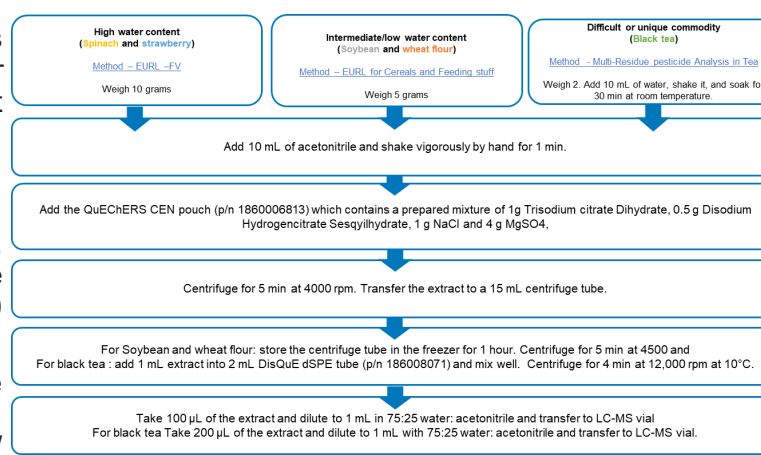 High water content
(Spinach and strawberry)
Method – EURL –FV
Weigh 10 grams
Intermediate/low water content
(Soybean and wheat flour)
Method – EURL for Cereals and Feeding stuff
Weigh 5 grams
Difficult or unique commodity
(Black tea)
Method - Multi-Residue pesticide Analysis in Tea
Weigh 2. Add 10 mL of water, shake it, and soak fo
30 min at room temperature.
Add 10 mL of acetonitrile and shake vigorously by hand for 1 min.
Add the QuEChERS CEN pouch (p/n 1860006813) which contains a prepared mixture of 1g Trisodium citrate Dihydrate, 0.5 g Disodium
Hydrogencitrate Sesqyilhydrate, 1 g NaCl and 4 g MgSO4,
Centrifuge for 5 min at 4000 rpm. Transfer the extract to a 15 mL centrifuge tube.
For Soybean and wheat flour: store the centrifuge tube in the freezer for 1 hour. Centrifuge for 5 min at 4500 and
For black tea : add 1 mL extract into 2 mL DisQuE dSPE tube (p/n 186008071) and mix well. Centrifuge for 4 min at 12,000 rpm at 10°C.
Take 100 µL of the extract and dilute to 1 mL in 75:25 water: acetonitrile and transfer to LC-MS vial
For black tea Take 200 µL of the extract and dilute to 1 mL with 75:25 water: acetonitrile and transfer to LC-MS vial.